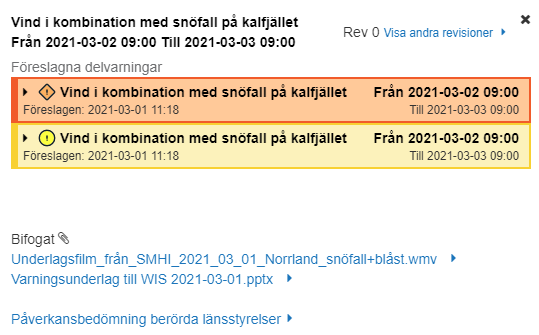 Vind i kombination med snöfall på kalfjället
Från 2021-03-02 09:00 Till 2021-03-03 09:00
Rev 0 Visa andra revisioner
Föreslagna delvarningar
Vind i kombination med snöfall på kalfjället Från 2021-03-02 09:00
Föreslagen: 2021-03-01 11:18 Till 2021-03-03 09:00
Vind i kombination med snöfall på kalfjället Från 2021-03-02 09:00
Föreslagen: 2021-03-01 11:18 Till 2021-03-03 09:00
Bifogat
Underlagsfilm_från_SMHI_2021_03_01_Norrland_snöfall+blåst.wmv
Varningsunderlag till WIS 2021-03-01.pptx
Påverkansbedömning berörda länsstyrelser